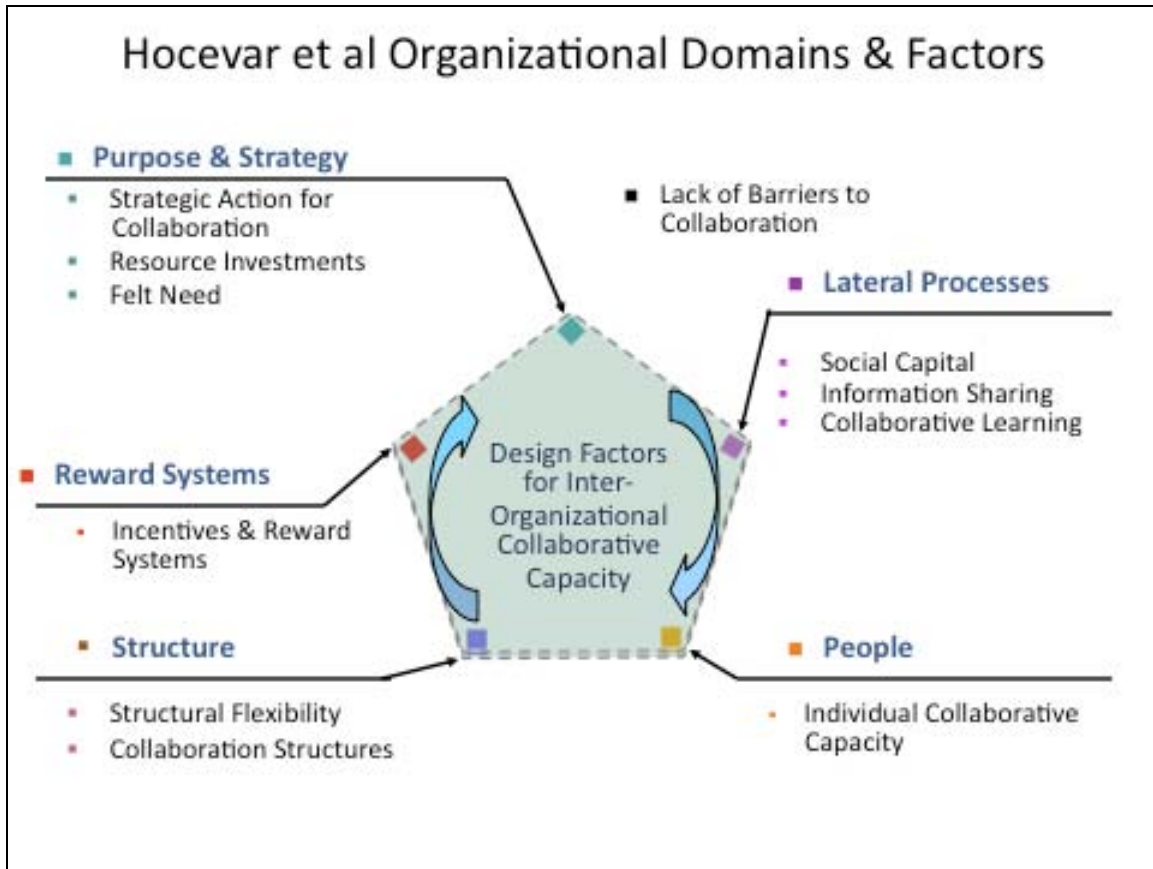 Hocevar et al Organizational Domains & Factors
Purpose & Strategy
Strategic Action for
Collaboration
Resource Investments
Felt Need
Lack of Barriers to
Collaboration
Lateral Processes
Social Capital
Information Sharing
Collaborative Learning
Design Factors
for Inter-
Organizational
Collaborative
Capacity
Reward Systems
Incentives & Reward
Systems
Structure
Structural Flexibility
Collaboration Structures
People
Individual Collaborative
Capacity